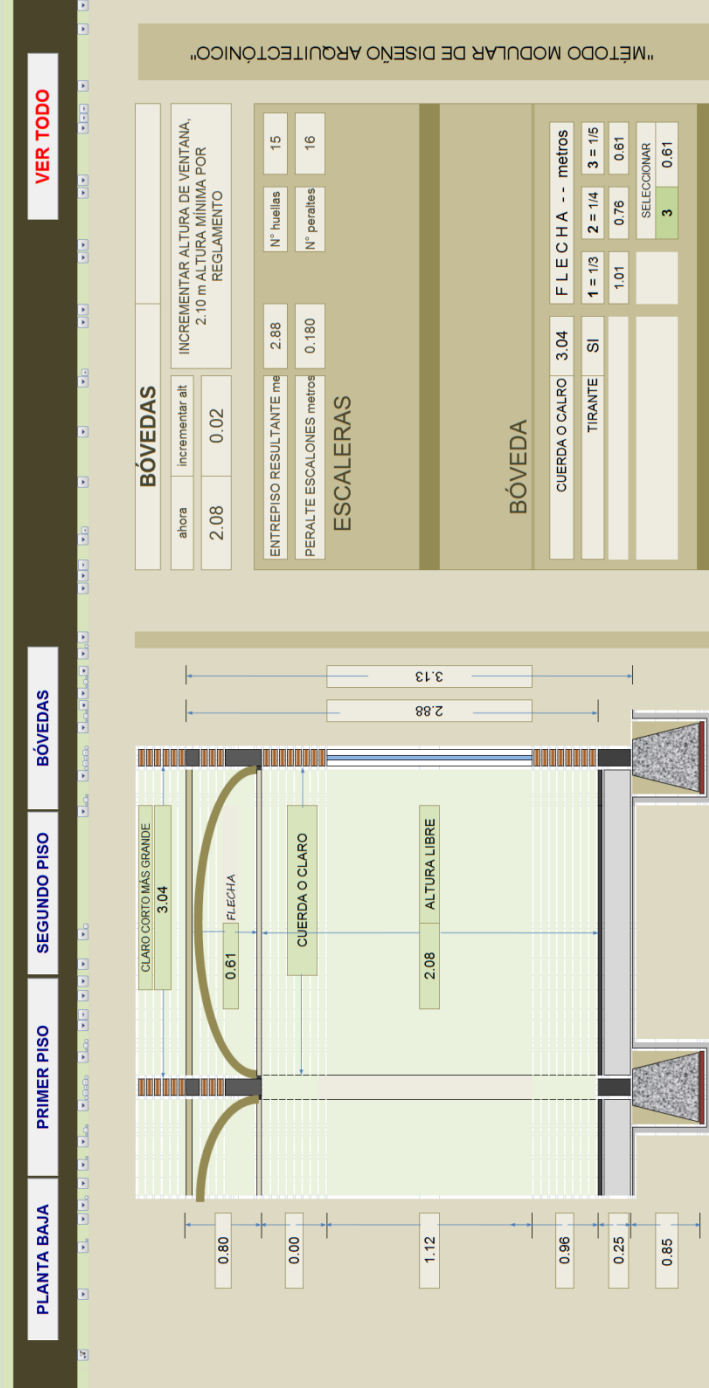 PLANTA BAJA
PRIMER PISO
SEGUNDO PISO
BÓVEDAS
VER TODO
CLARO CORTO MÁS GRANDE
3.04
0.61
FLECHA
CUERDA O CLARO
2.08
ALTURA LIBRE
0.80
0.00
1.12
0.96
0.25
0.85
2.88
3.13
BÓVEDAS
ahora
incrementar alt
2.08
0.02
INCREMENTAR ALTURA DE VENTANA,
2.10 m ALTURA MÍNIMA POR
REGLAMENTO
ENTREPISO RESULTANTE me
2.88
N° huellas
15
PERALTE ESCALONES metros
0.180
N° peraltes
16
ESCALERAS
BÓVEDA
CUERDA O CALRO
3.04
F L E C H A - - metros
TIRANTE
SI
1 = 1/3
2 = 1/4
3 = 1/5
1.01
0.76
0.61
SELECCIONAR
3
0.61
"MÉTODO MODULAR DE DISEÑO ARQUITECTÓNICO"